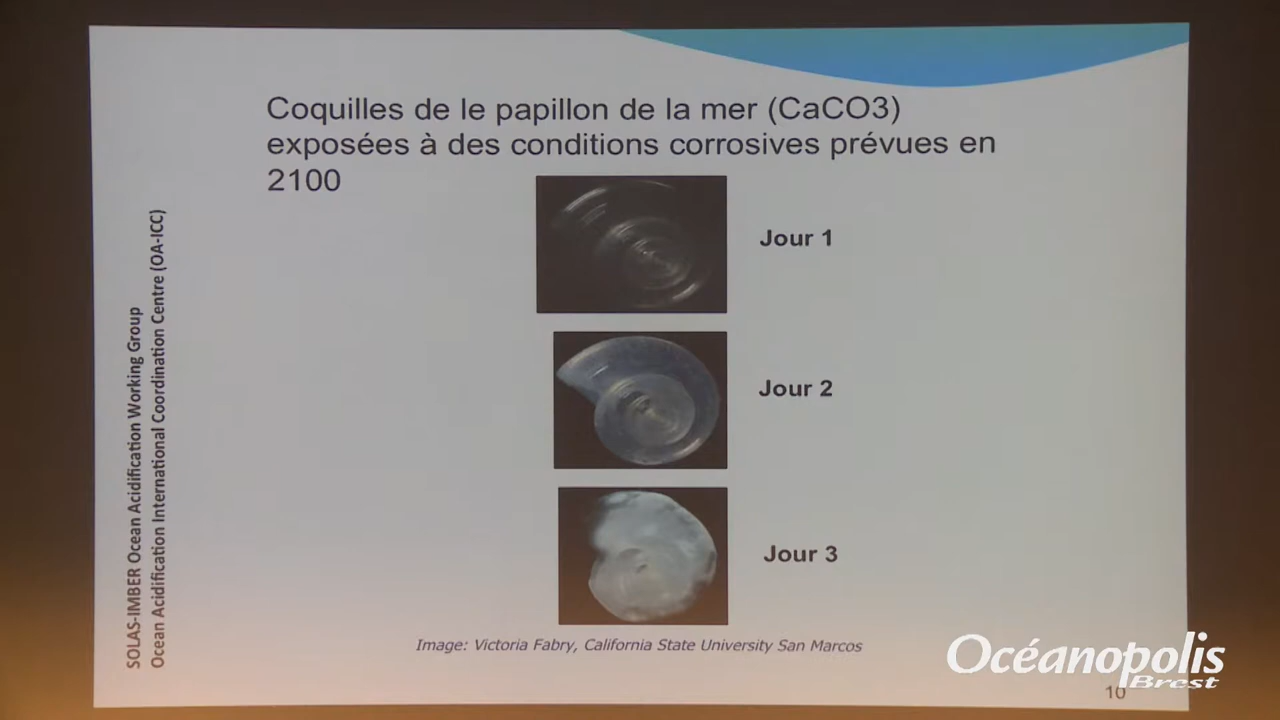 Coquilles de le papillon de la mer (CaCO3)
exposées à des conditions corrosives prévues en
2100
Jour 1
Jour 2
Jour 3
SOLAS-IMBER Ocean Acidification Working Group
Ocean Acidification International Coordination Centre (OA-ICC)
Image: Victoria Fabry, California State University San Marcos
Océanopolis
Brest
10